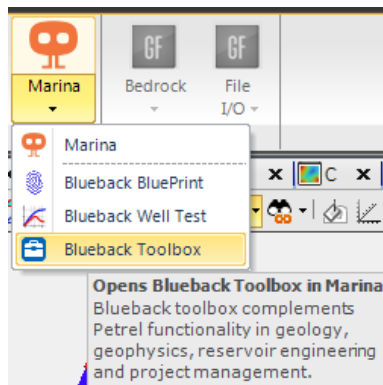 GF
GF
Marina
Bedrock
File
I/O
Marina
Blueback BluePrint
C
Blueback Well Test
Blueback Toolbox
Opens Blueback Toolbox in Marina
Blueback toolbox complements
Petrel functionality in geology,
geophysics, reservoir engineering
and project management.